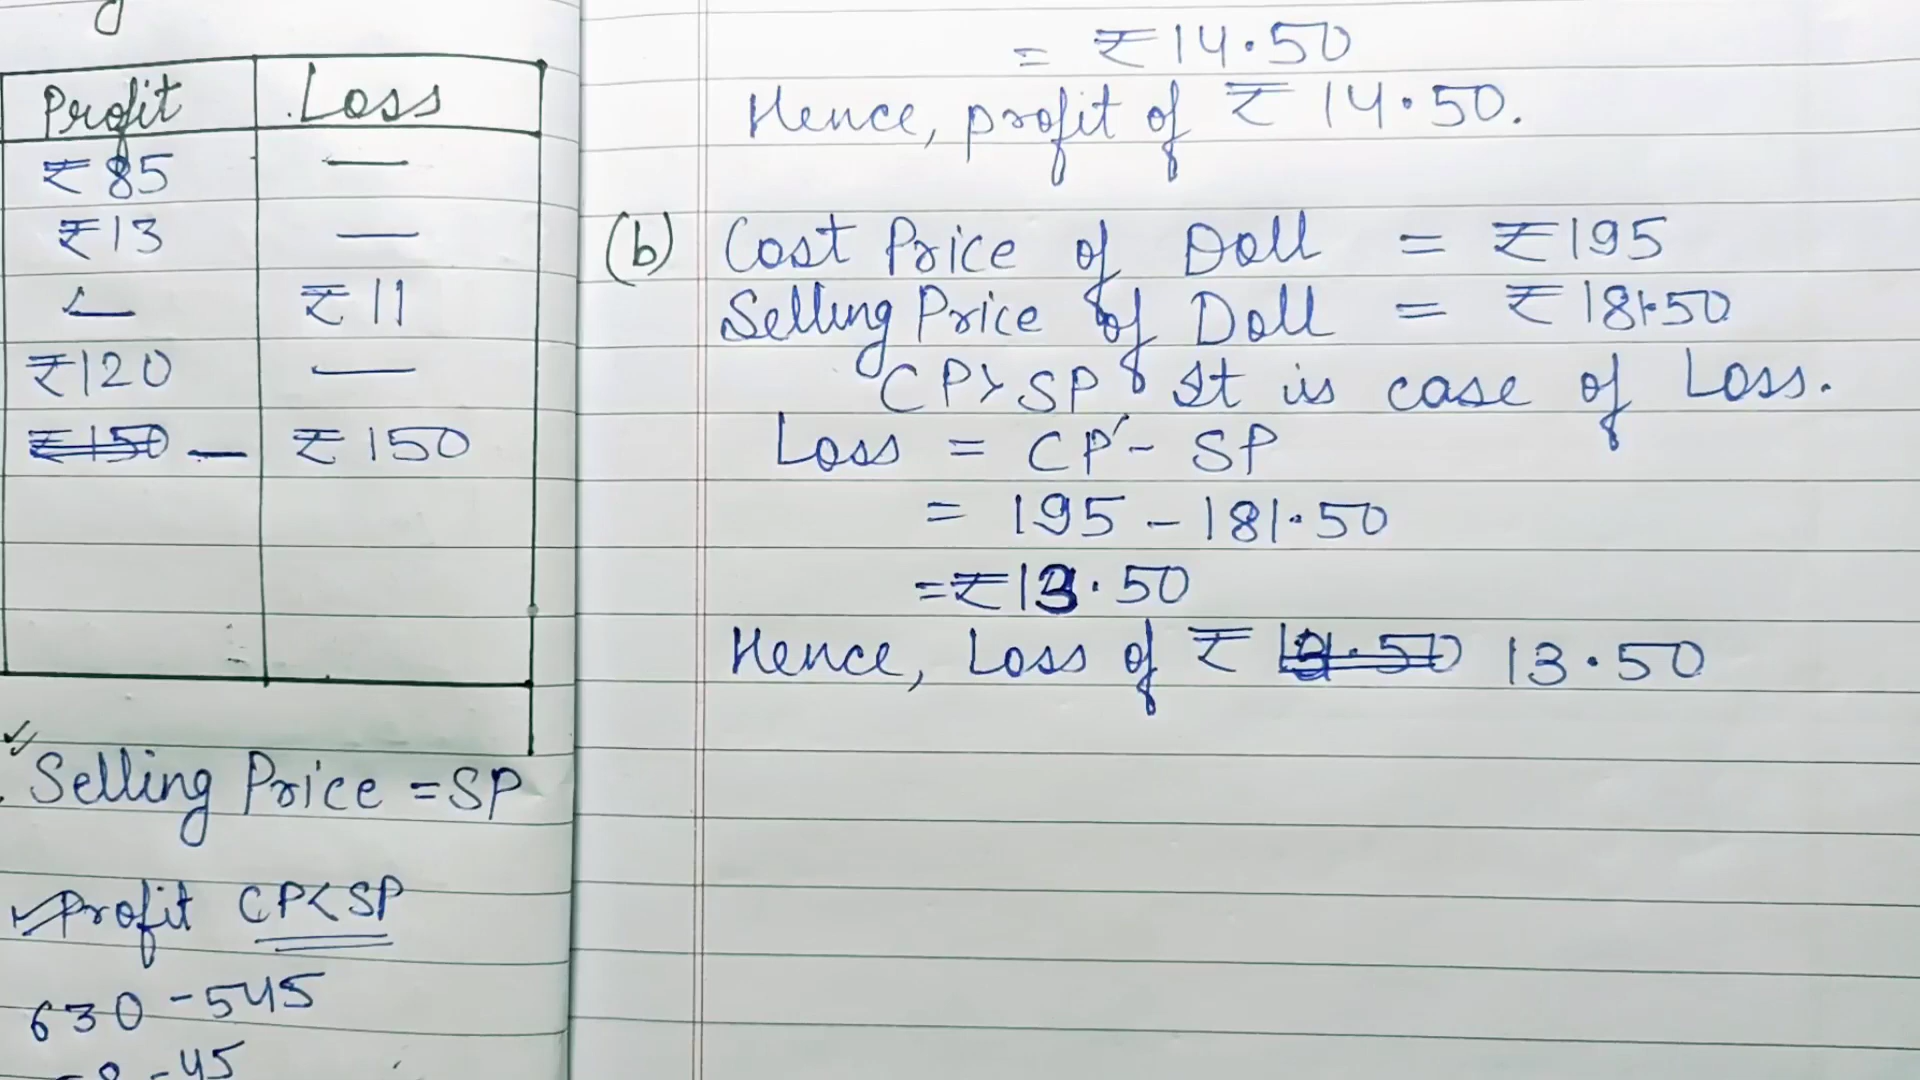 Profit Loss
₹85 —
₹13 —
— ₹11
₹120 —
₹150 — ₹150
Selling Price = SP
Profit CP<SP
630 - 545
- 45
= ₹14.50
Hence, profit of ₹ 14.50.
(b) Cost Price of Doll = ₹195
Selling Price of Doll = ₹181.50
CP>SP It is case of Loss.
Loss = CP - SP
= 195 - 181.50
= ₹13.50
Hence, Loss of ₹ 13.50